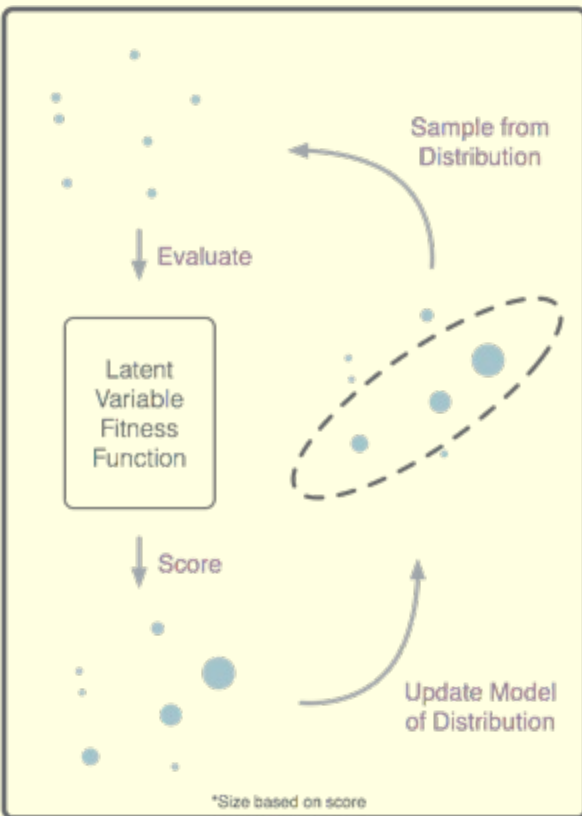 Sample from
Distribution
Evaluate
Latent
Variable
Fitness
Function
Score
Update Model
of Distribution
*Size based on score